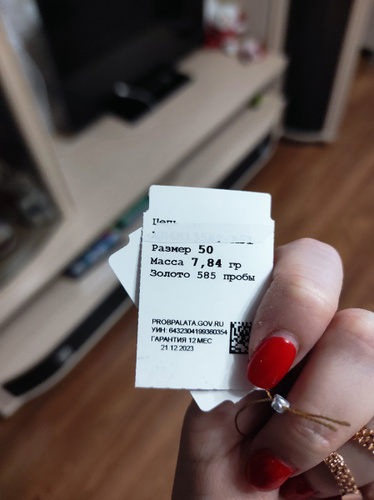 Цепь
Размер 50
Масса 7,84 гр
Золото 585 пробы
PROBPALATA.GOV.RU
УИН: 6432304199380354
ГАРАНТИЯ 12 МЕС
21.12.2023